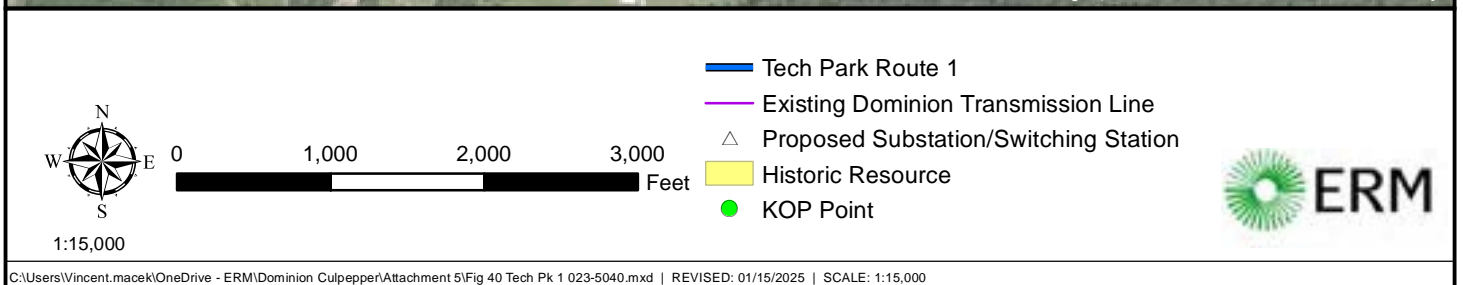 Tech Park Route 1
Existing Dominion Transmission Line
Proposed Substation/Switching Station
Historic Resource
KOP Point
N
W E
S
0 1,000 2,000 3,000
Feet
1:15,000
ERM
C:\Users\Vincent.macek\OneDrive - ERM\Dominion Culpepper\Attachment 5\Fig 40 Tech Pk 1 023-5040.mxd | REVISED: 01/15/2025 | SCALE: 1:15,000